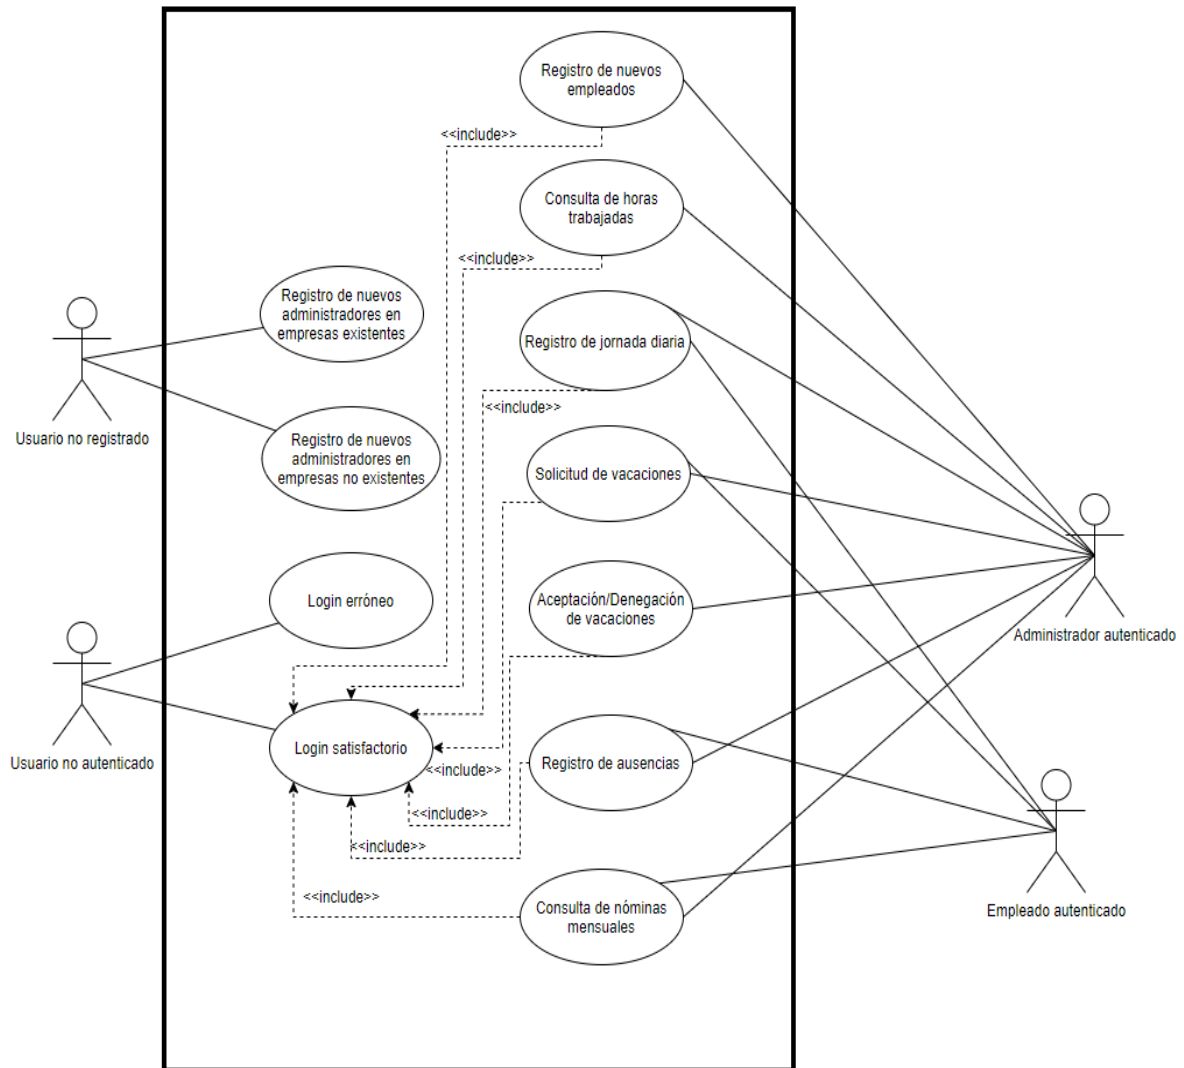 Registro de nuevos
empleados
<<include>>
Consulta de horas
trabajadas
<<include>>
Registro de nuevos
administradores en
empresas existentes
Registro de jornada diaria
<<include>>
Usuario no registrado
Registro de nuevos
administradores en
empresas no existentes
Solicitud de vacaciones
Login erróneo
Aceptación/Denegación
de vacaciones
Administrador autenticado
Login satisfactorio
Usuario no autenticado
<<include>>
Registro de ausencias
<<include>>
<<include>>
<<include>>
Consulta de nóminas
mensuales
Empleado autenticado